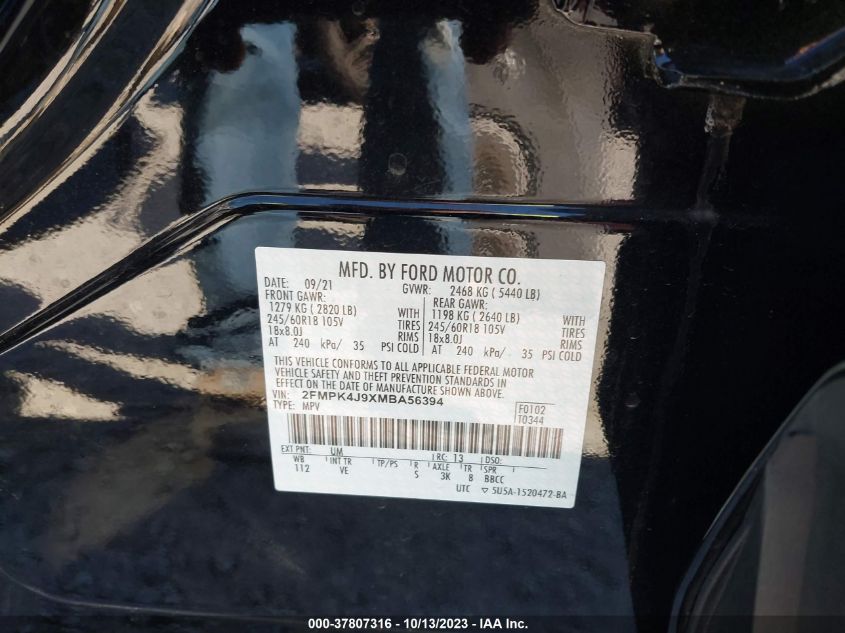 MFD. BY FORD MOTOR CO.
DATE: 09/21 GVWR: 2468 KG ( 5440 LB)
FRONT GAWR: REAR GAWR:
1279 KG ( 2820 LB) WITH 1198 KG ( 2640 LB) WITH
245/60R18 105V TIRES 245/60R18 105V TIRES
18x8.0J RIMS 18x8.0J RIMS
AT 240 kPa/ 35 PSI COLD AT 240 kPa/ 35 PSI COLD
THIS VEHICLE CONFORMS TO ALL APPLICABLE FEDERAL MOTOR
VEHICLE SAFETY AND THEFT PREVENTION STANDARDS IN
EFFECT ON THE DATE OF MANUFACTURE SHOWN ABOVE.
VIN: 2FMPK4J9XMBA56394 F0102
TYPE: MPV T0344
EXT PNT: UM RC: 13 DSO:
WB INT TR TP/PS R AXLE TR SPR
112 VE S 3K 8 BBCC
UTC ▽ 5U5A-1520472-BA
000-37807316 - 10/13/2023 - IAA Inc.